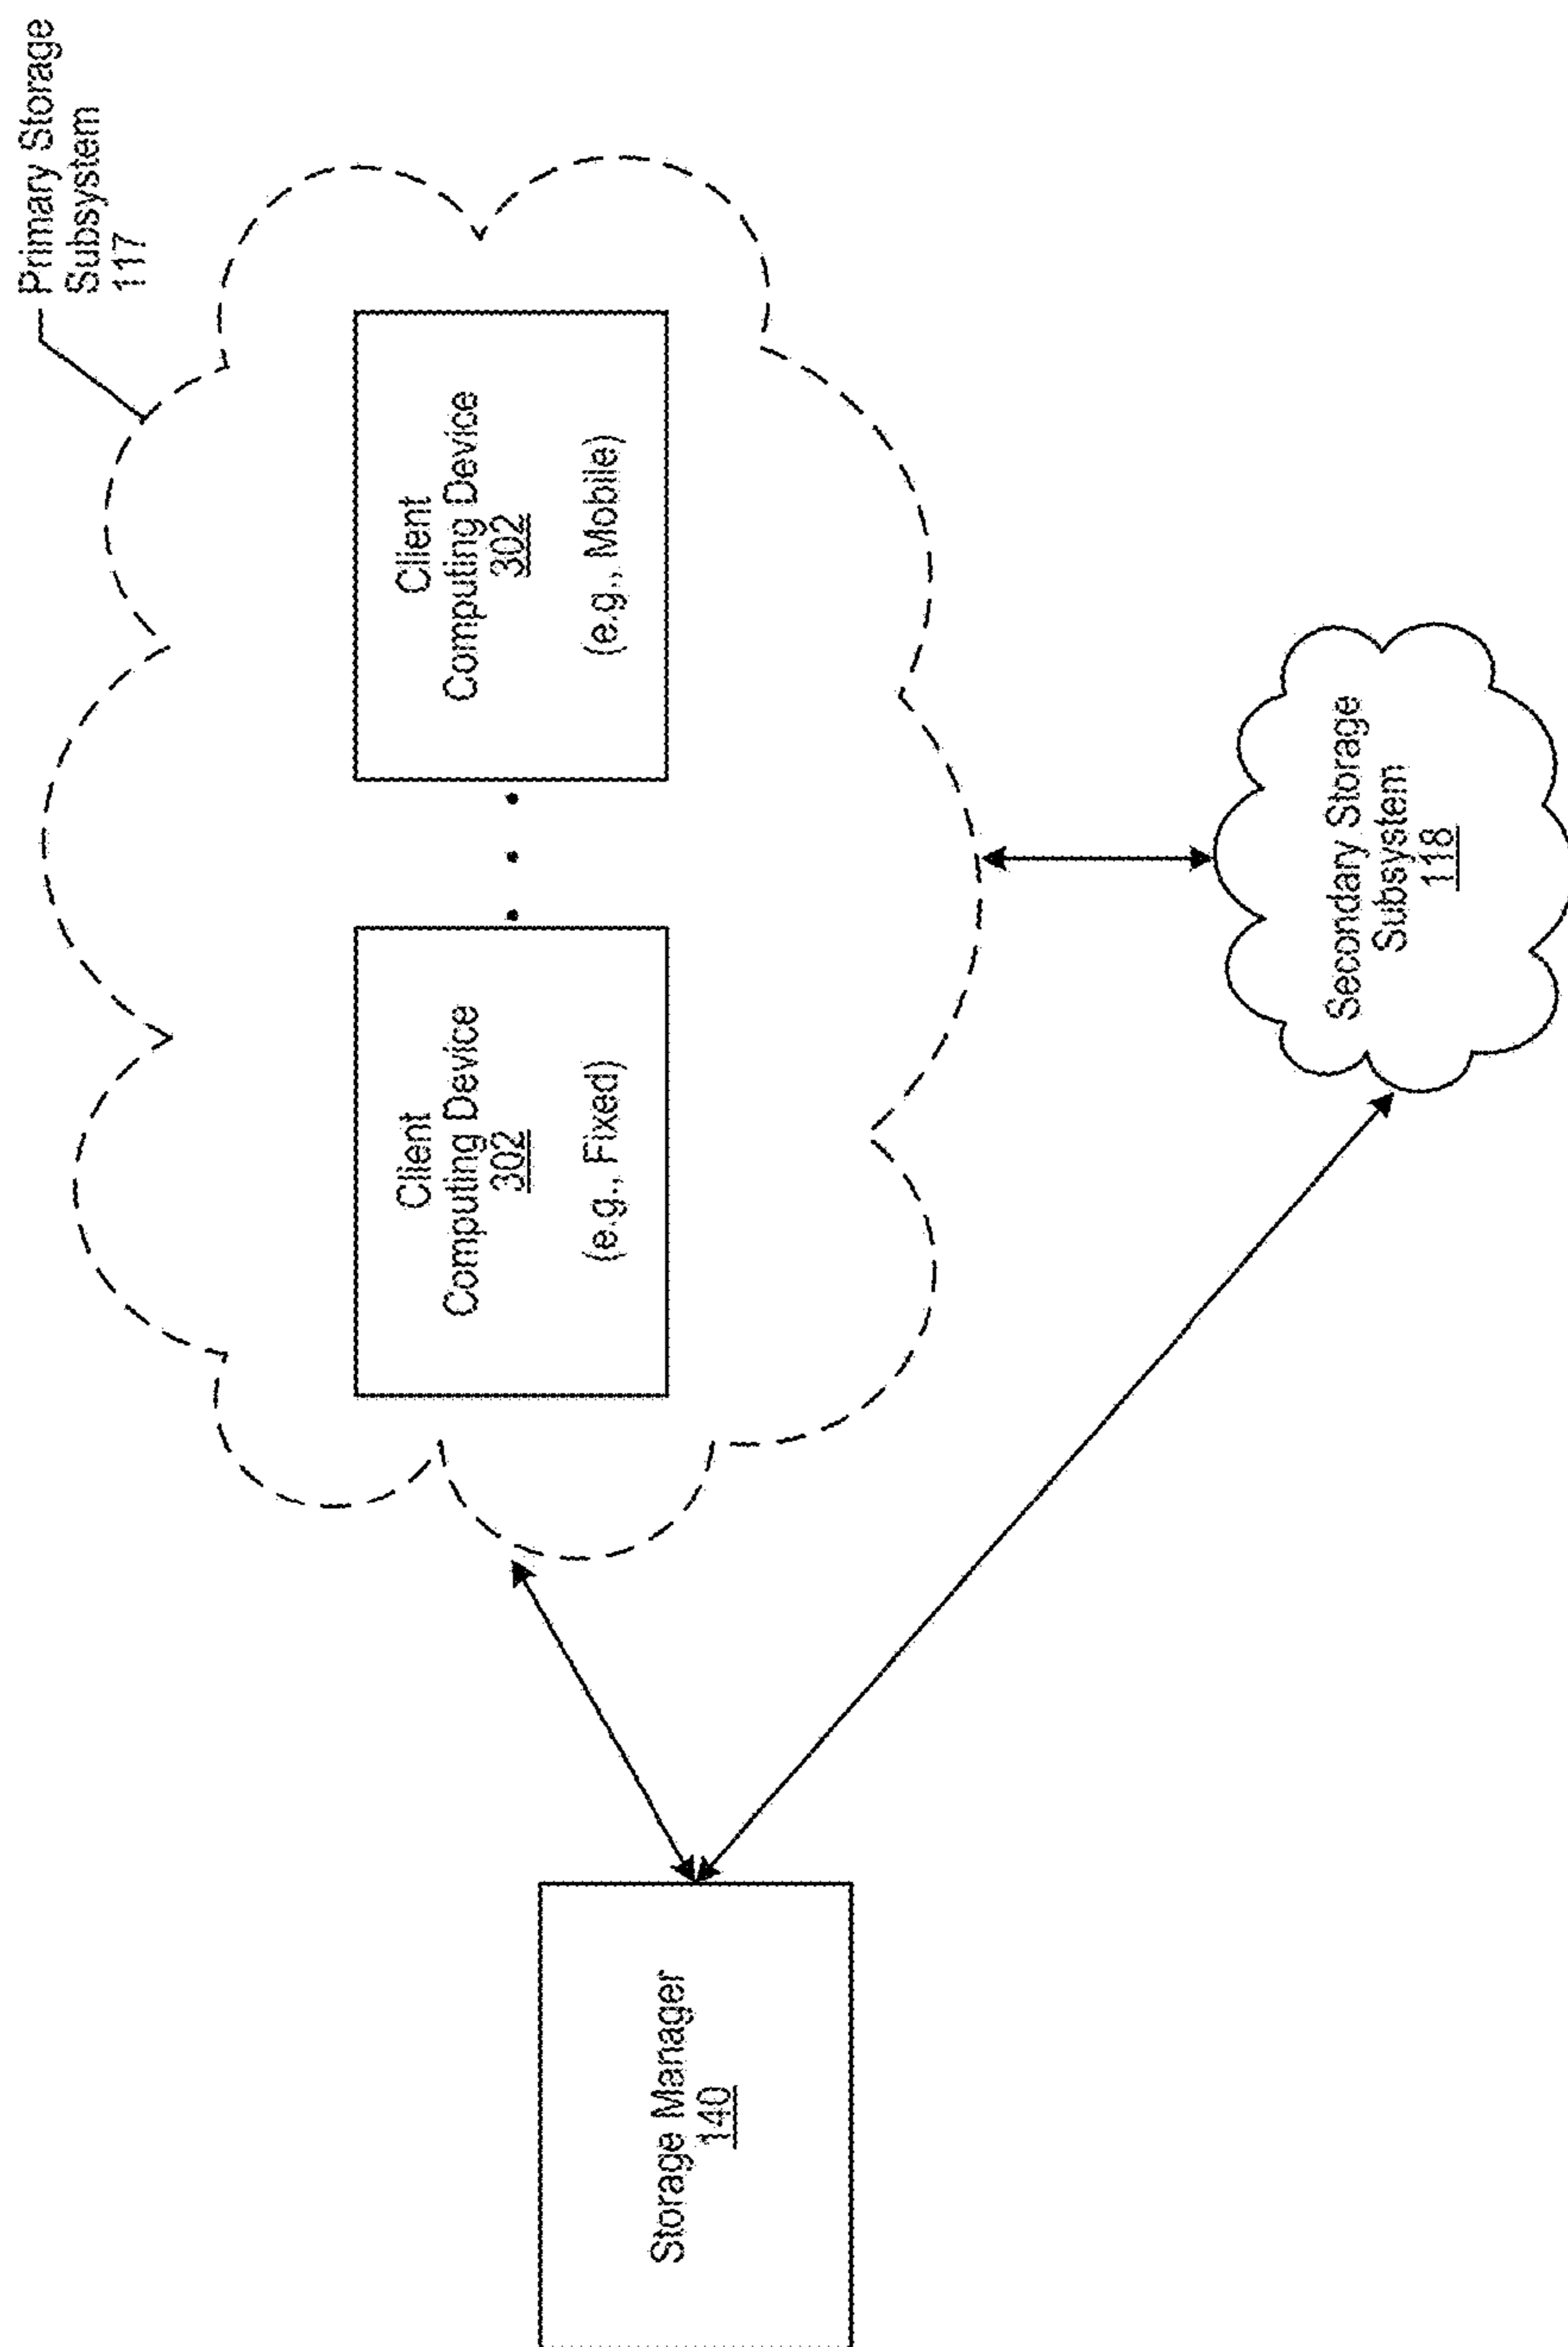 Primary Storage
Subsystem
117
Client
Computing Device
302
(e.g., Fixed)
Client
Computing Device
302
(e.g., Mobile)
Storage Manager
140
Secondary Storage
Subsystem
118